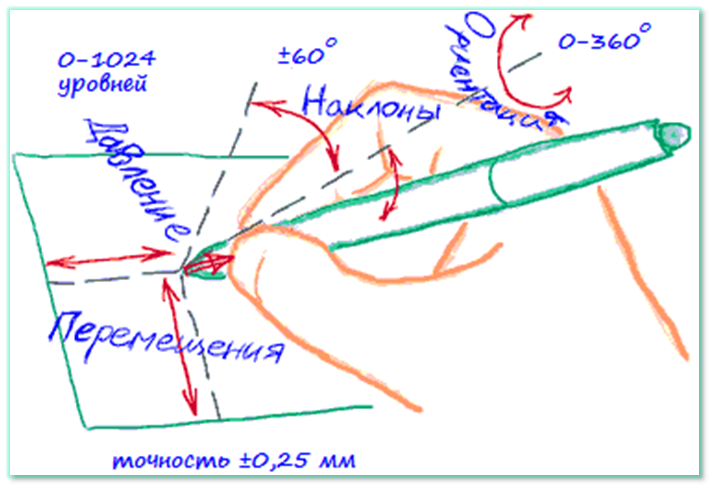 0-1024
уровней
±60°
Ориентация
0-360°
Наклоны
Давление
Перемещения
точность ±0,25 мм